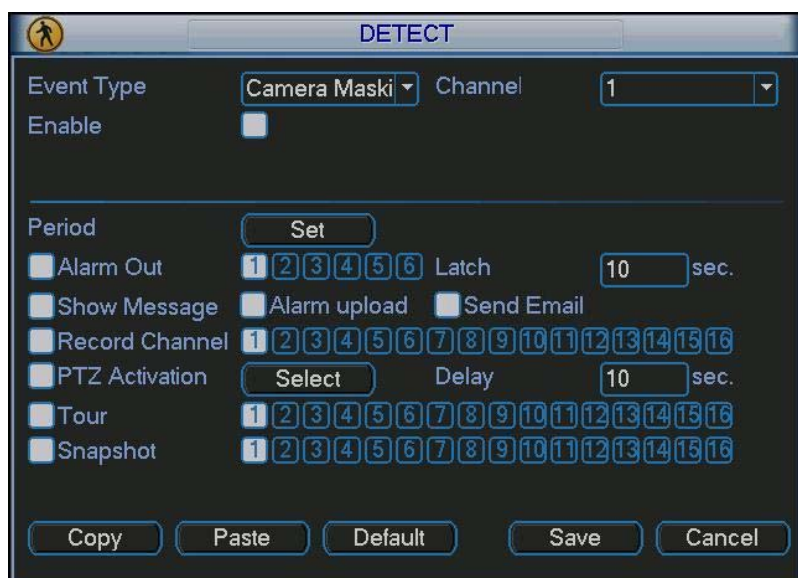 DETECT
Event Type Camera Maski Channel 1
Enable
Period Set
Alarm Out 1 2 3 4 5 6 Latch 10 sec.
Show Message Alarm upload Send Email
Record Channel 1 2 3 4 5 6 7 8 9 10 11 12 13 14 15 16
PTZ Activation Select Delay 10 sec.
Tour 1 2 3 4 5 6 7 8 9 10 11 12 13 14 15 16
Snapshot 1 2 3 4 5 6 7 8 9 10 11 12 13 14 15 16
Copy Paste Default Save Cancel